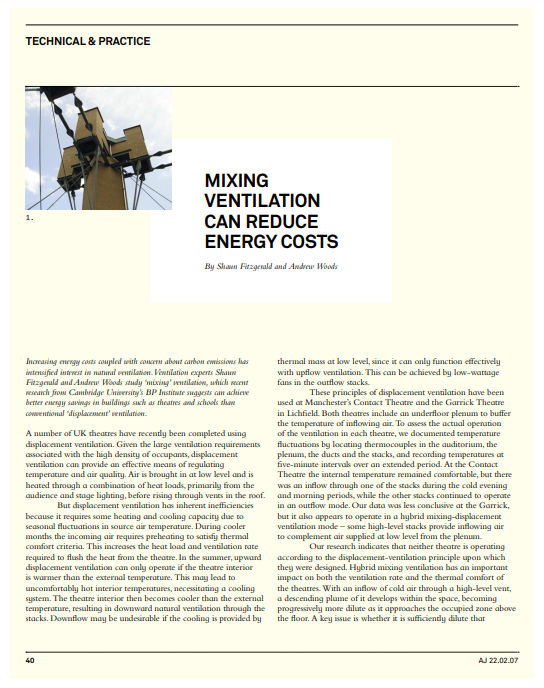 TECHNICAL & PRACTICE
1.
MIXING
VENTILATION
CAN REDUCE
ENERGY COSTS
By Shaun Fitzgerald and Andrew Woods
Increasing energy costs coupled with concern about carbon emissions has
intensified interest in natural ventilation. Ventilation experts Shaun
Fitzgerald and Andrew Woods study 'mixing' ventilation, which recent
research from Cambridge University's BP Institute suggests can achieve
better energy savings in buildings such as theatres and schools than
conventional 'displacement' ventilation.
A number of UK theatres have recently been completed using
displacement ventilation. Given the large ventilation requirements
associated with the high density of occupants, displacement
ventilation can provide an effective means of regulating
temperature and air quality. Air is brought in at low level and is
heated through a combination of heat loads, primarily from the
audience and stage lighting, before rising through vents in the roof.
But displacement ventilation has inherent inefficiencies
because it requires some heating and cooling capacity due to
seasonal fluctuations in source air temperature. During cooler
months the incoming air requires preheating to satisfy thermal
comfort criteria. This increases the heat load and ventilation rate
required to flush the heat from the theatre. In the summer, upward
displacement ventilation can only operate if the theatre interior
is warmer than the external temperature. This may lead to
uncomfortably hot interior temperatures, necessitating a cooling
system. The theatre interior then becomes cooler than the external
temperature, resulting in downward natural ventilation through the
stacks. Downflow may be undesirable if the cooling is provided by
thermal mass at low level, since it can only function effectively
with upflow ventilation. This can be achieved by low-wattage
fans in the outflow stacks.
These principles of displacement ventilation have been
used at Manchester's Contact Theatre and the Garrick Theatre
in Lichfield. Both theatres include an underfloor plenum to buffer
the temperature of inflowing air. To assess the actual operation
of the ventilation in each theatre, we documented temperature
fluctuations by locating thermocouples in the auditorium, the
plenum, the ducts and the stacks, and recording temperatures at
five-minute intervals over an extended period. At the Contact
Theatre the internal temperature remained comfortable, but there
was an inflow through one of the stacks during the cold evening
and morning periods, while the other stacks continued to operate
in an outflow mode. Our data was less conclusive at the Garrick,
but it also appears to operate in a hybrid mixing-displacement
ventilation mode – some high-level stacks provide inflowing air
to complement air supplied at low level from the plenum.
Our research indicates that neither theatre is operating
according to the displacement-ventilation principle upon which
they were designed. Hybrid mixing ventilation has an important
impact on both the ventilation rate and the thermal comfort of
the theatres. With an inflow of cold air through a high-level vent,
a descending plume of it develops within the space, becoming
progressively more dilute as it approaches the occupied zone above
the floor. A key issue is whether it is sufficiently dilute that
40
AJ 22.02.07